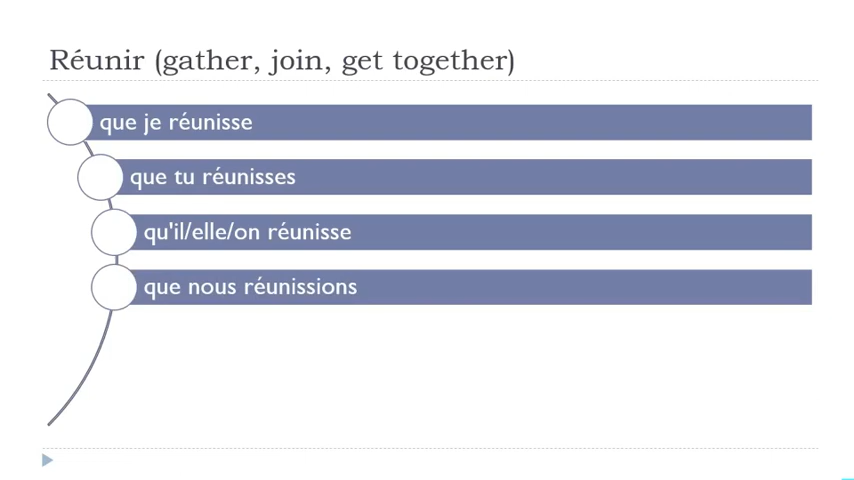 Réunir (gather, join, get together)
que je réunisse
que tu réunisses
qu'il/elle/on réunisse
que nous réunissions